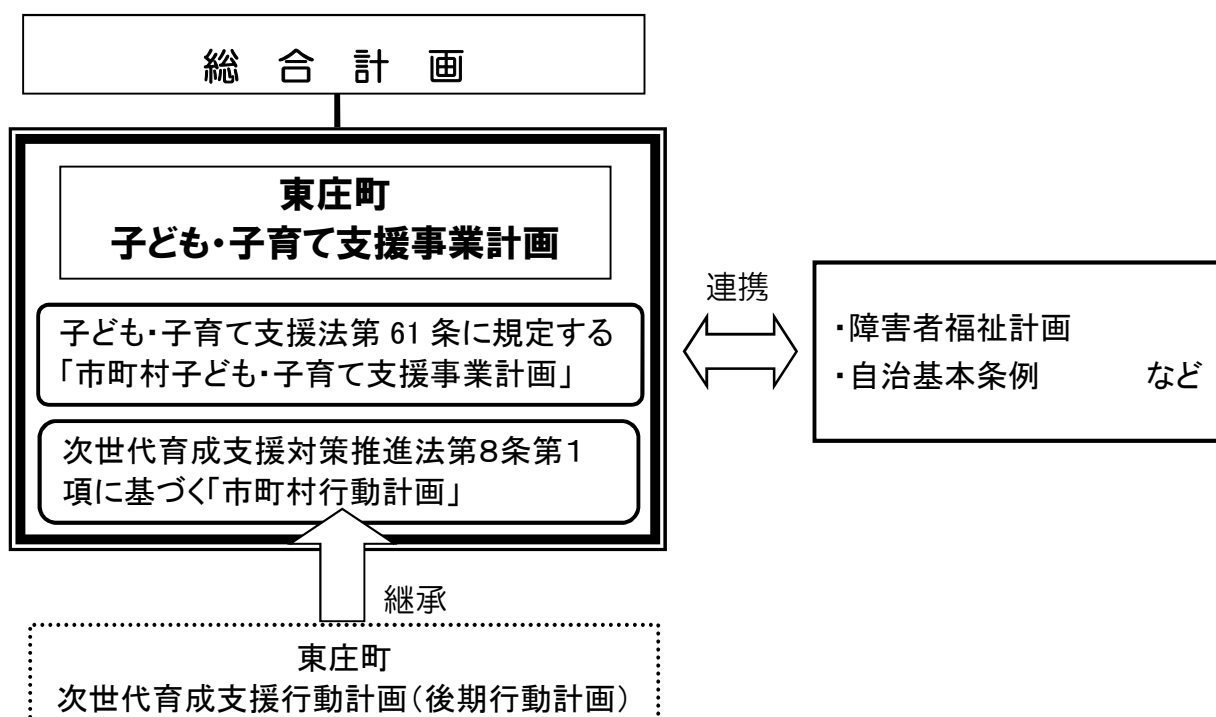 総 合 計 画
東庄町
子ども・子育て支援事業計画
子ども・子育て支援法第 61 条に規定する
「市町村子ども・子育て支援事業計画」
次世代育成支援対策推進法第8条第1
項に基づく「市町村行動計画」
連携
・障害者福祉計画
・自治基本条例 など
継承
東庄町
次世代育成支援行動計画(後期行動計画)